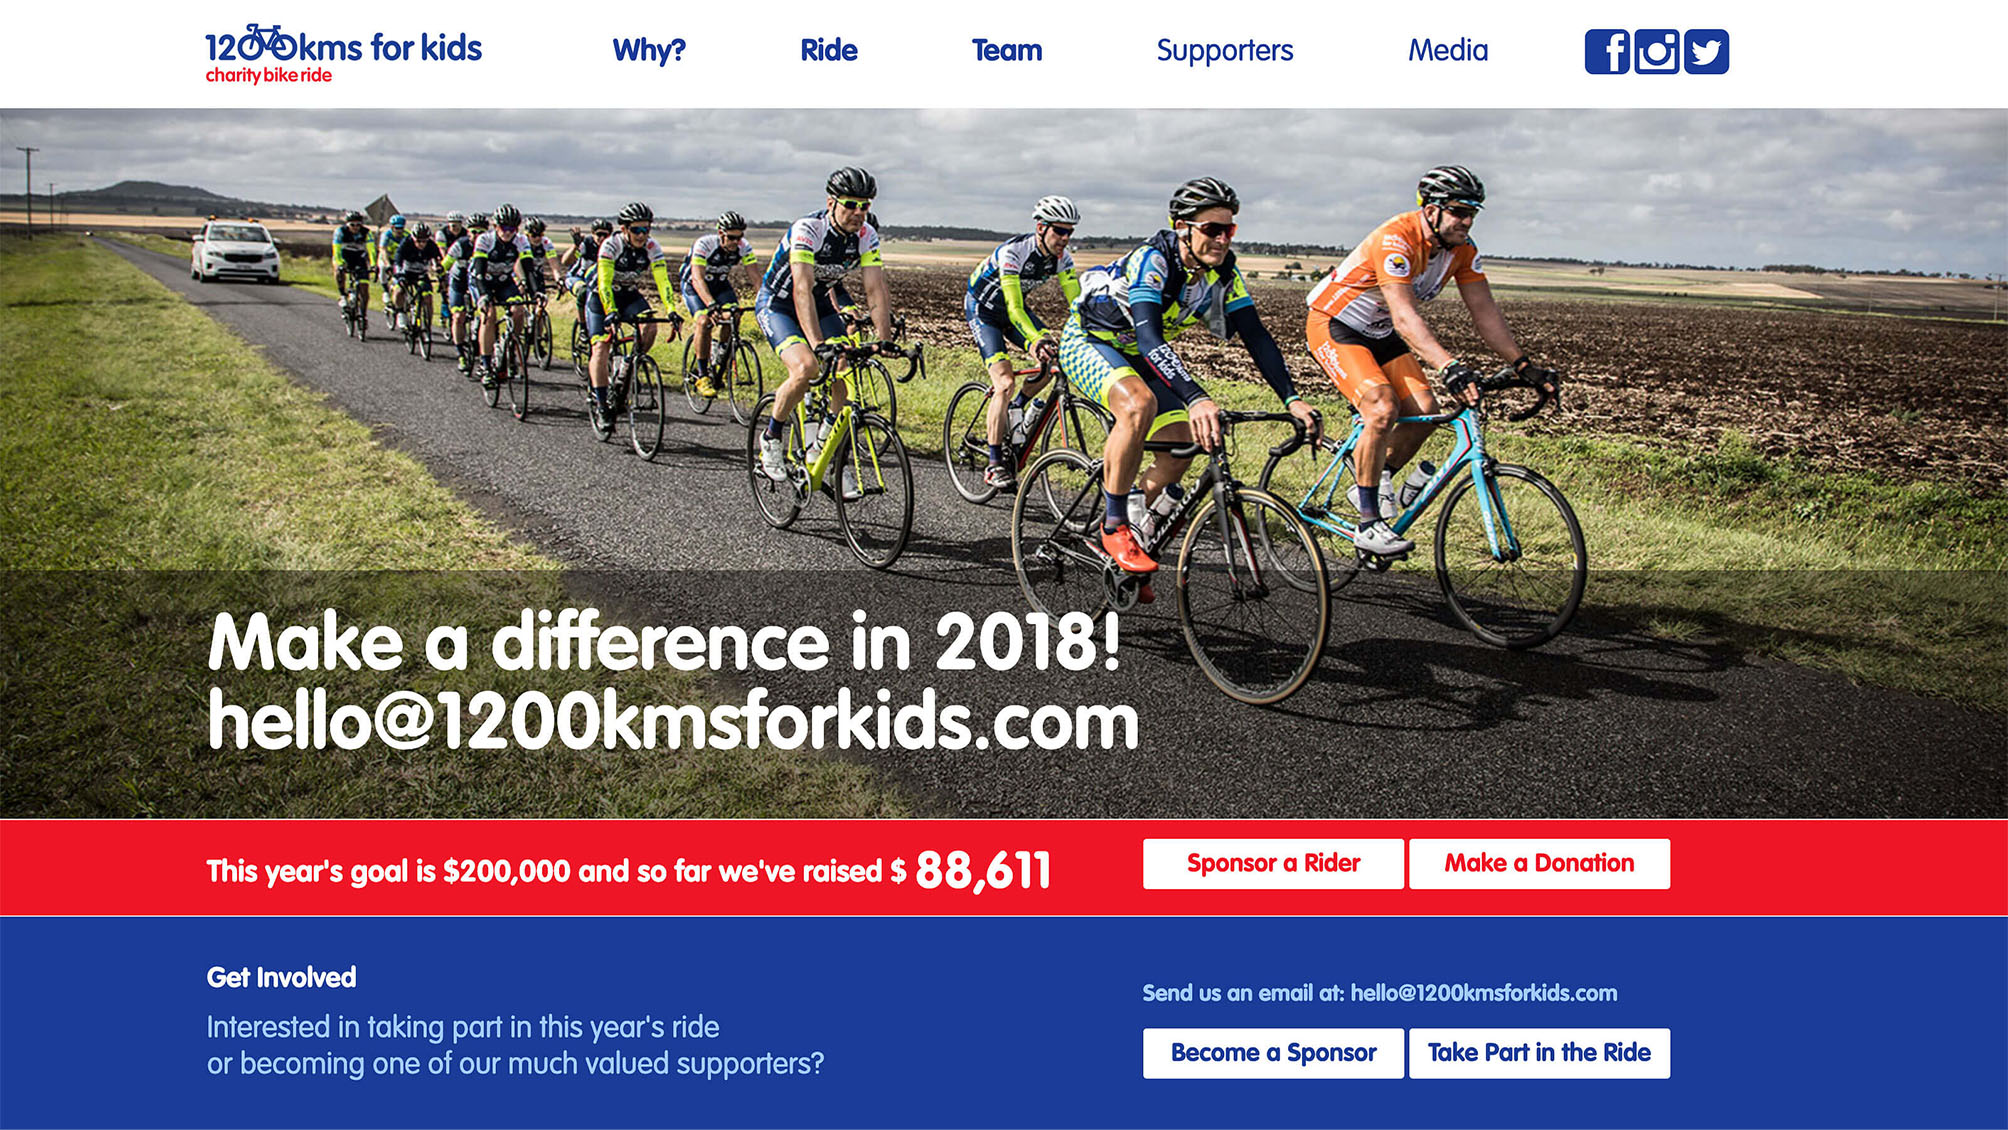 1200kms for kids
charity bike ride
Why?
Ride
Team
Supporters
Media
Make a difference in 2018!
hello@1200kmsforkids.com
This year's goal is $200,000 and so far we've raised $ 88,611
Sponsor a Rider
Make a Donation
Get Involved
Interested in taking part in this year's ride
or becoming one of our much valued supporters?
Send us an email at: hello@1200kmsforkids.com
Become a Sponsor
Take Part in the Ride